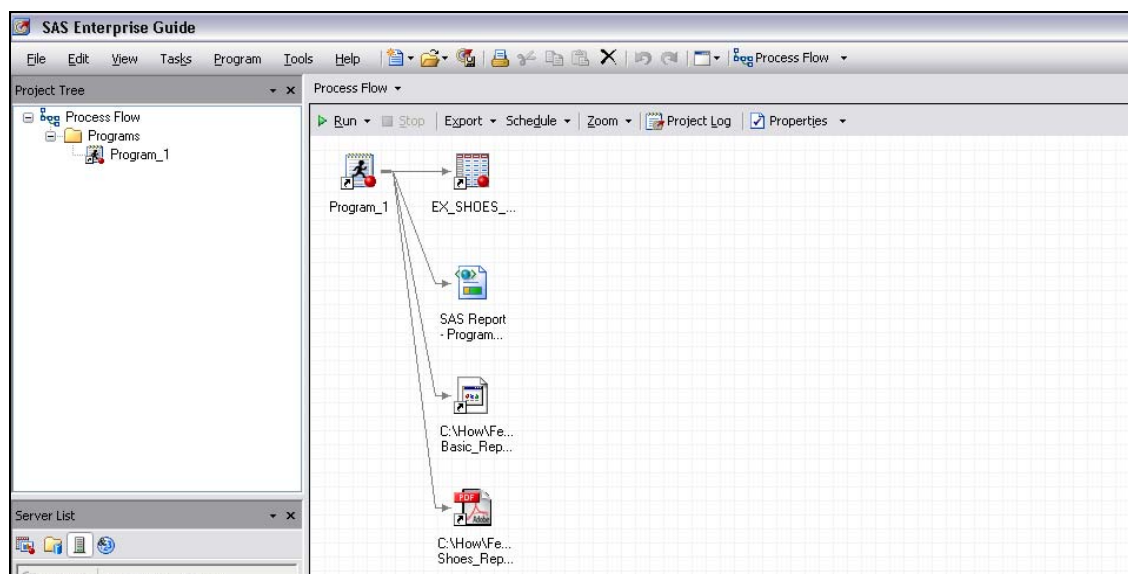 SAS Enterprise Guide
File Edit View Tasks Program Tools Help Process Flow
Project Tree
Process Flow
Programs
Program_1
Process Flow
Run Stop Export Schedule Zoom Project Log Properties
Program_1
EX_SHOES_...
SAS Report
- Program...
C:\How\Fe...
Basic_Rep...
PDF
Adobe
C:\How\Fe...
Shoes_Rep...
Server List